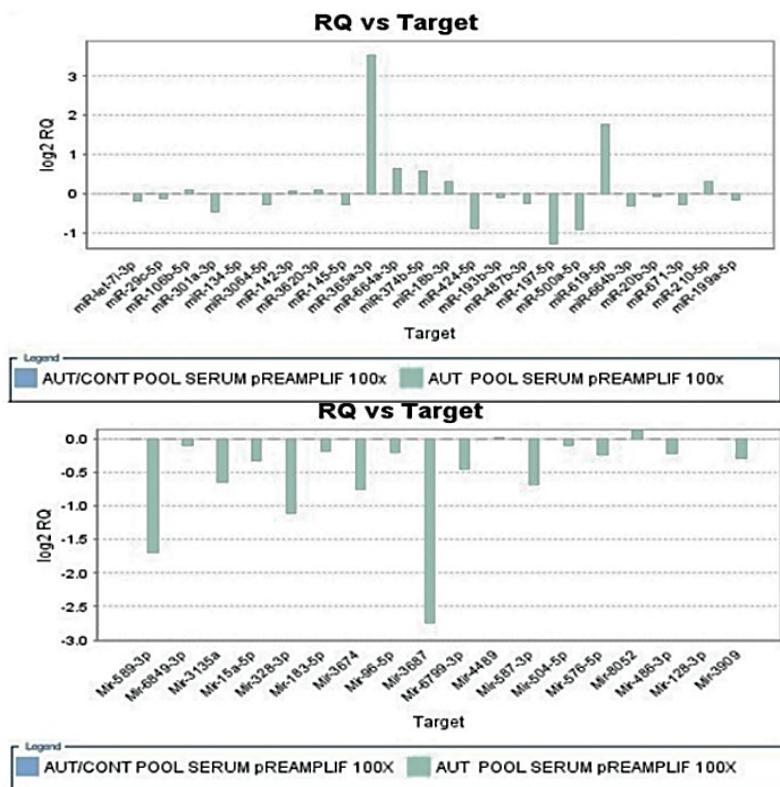 RQ vs Target
log2 RQ
3
2
1
0
-1
miR-let-7i-3p
miR-29c-5p
miR-106b-5p
miR-301a-3p
miR-134-5p
miR-3064-5p
miR-142-3p
miR-3620-3p
miR-145-5p
miR-365a-3p
miR-664a-3p
miR-374b-5p
miR-18b-3p
miR-424-5p
miR-193b-3p
miR-487b-3p
miR-197-5p
miR-500a-5p
miR-619-5p
miR-664b-3p
miR-20b-3p
miR-671-3p
miR-210-5p
miR-199a-5p
Target
Legend
AUT/CONT POOL SERUM pREAMPLIF 100x AUT POOL SERUM pREAMPLIF 100x
RQ vs Target
log2 RQ
0.0
-0.5
-1.0
-1.5
-2.0
-2.5
-3.0
Mir-589-3p
Mir-6849-3p
Mir-3135a
Mir-15a-5p
Mir-328-3p
Mir-183-5p
Mir-3674
Mir-96-5p
Mir-3687
Mir-6799-3p
Mir-4489
Mir-587-3p
Mir-504-5p
Mir-576-5p
Mir-8052
Mir-486-3p
Mir-128-3p
Mir-3909
Target
Legend
AUT/CONT POOL SERUM pREAMPLIF 100X AUT POOL SERUM pREAMPLIF 100X